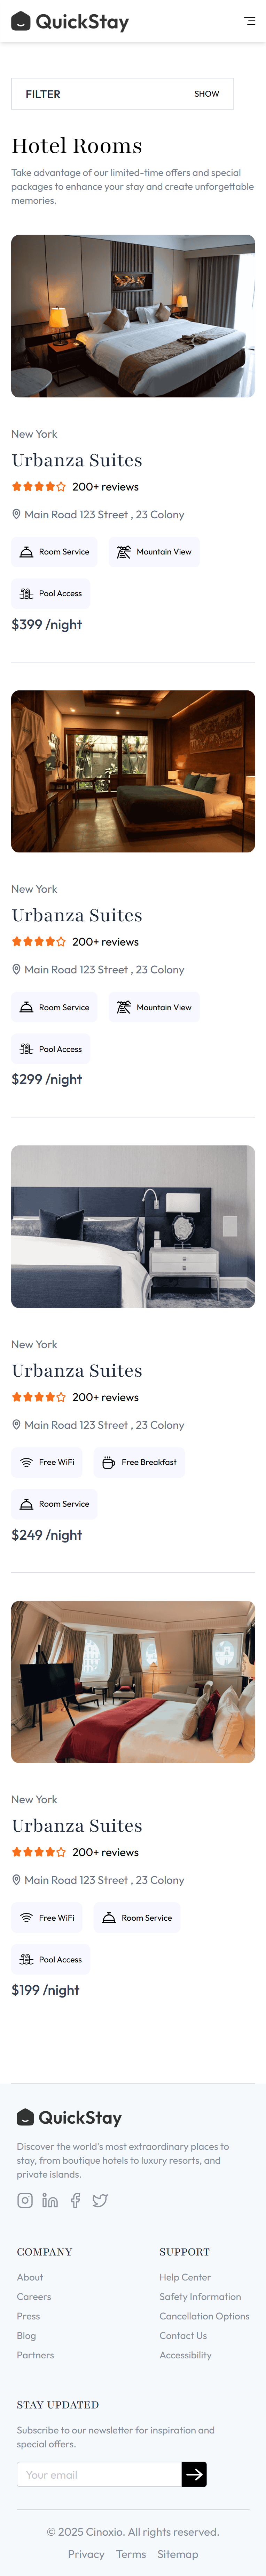 QuickStay
FILTER SHOW
Hotel Rooms
Take advantage of our limited-time offers and special
packages to enhance your stay and create unforgettable
memories.
New York
Urbanza Suites
200+ reviews
Main Road 123 Street , 23 Colony
Room Service Mountain View
Pool Access
$399 /night
New York
Urbanza Suites
200+ reviews
Main Road 123 Street , 23 Colony
Room Service Mountain View
Pool Access
$299 /night
New York
Urbanza Suites
200+ reviews
Main Road 123 Street , 23 Colony
Free WiFi Free Breakfast
Room Service
$249 /night
New York
Urbanza Suites
200+ reviews
Main Road 123 Street , 23 Colony
Free WiFi Room Service
Pool Access
$199 /night
QuickStay
Discover the world's most extraordinary places to
stay, from boutique hotels to luxury resorts, and
private islands.
COMPANY
About
Careers
Press
Blog
Partners
SUPPORT
Help Center
Safety Information
Cancellation Options
Contact Us
Accessibility
STAY UPDATED
Subscribe to our newsletter for inspiration and
special offers.
Your email
© 2025 Cinoxio. All rights reserved.
Privacy Terms Sitemap